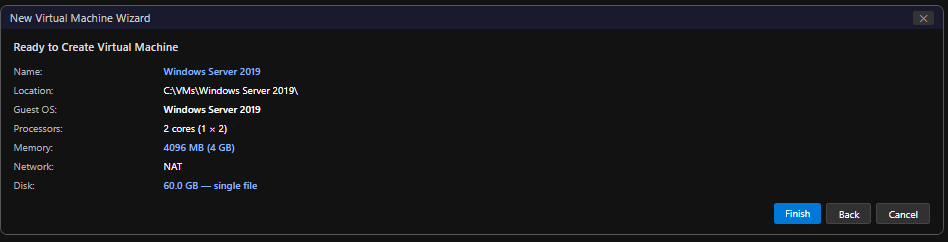 New Virtual Machine Wizard
Ready to Create Virtual Machine
Name: Windows Server 2019
Location: C:\VMs\Windows Server 2019\
Guest OS: Windows Server 2019
Processors: 2 cores (1 × 2)
Memory: 4096 MB (4 GB)
Network: NAT
Disk: 60.0 GB — single file
Finish Back Cancel